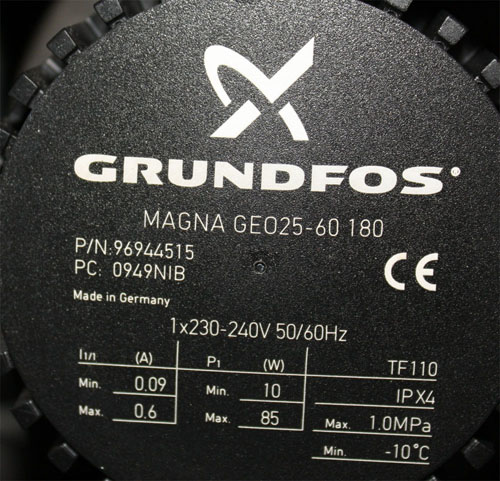 GRUNDFOS
MAGNA GEO25-60 180
P/N:96944515
PC: 0949NIB
CE
Made in Germany
1x230-240V 50/60Hz
I1/1 (A) P1 (W) TF110
Min. 0.09 Min. 10 IPX4
Max. 0.6 Max. 85 Max. 1.0MPa
Min. -10°C